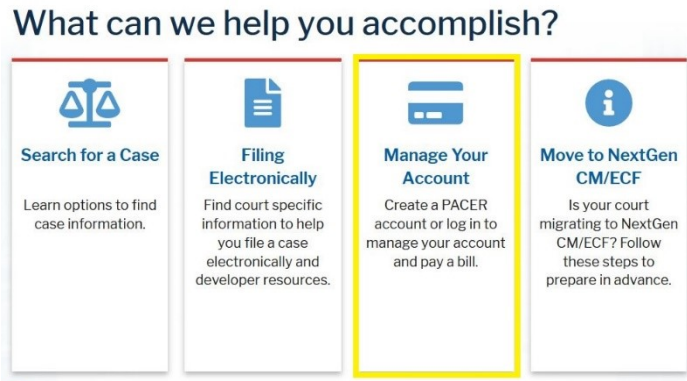 What can we help you accomplish?
Search for a Case
Learn options to find
case information.
Filing
Electronically
Find court specific
information to help
you file a case
electronically and
developer resources.
Manage Your
Account
Create a PACER
account or log in to
manage your account
and pay a bill.
Move to NextGen
CM/ECF
Is your court
migrating to NextGen
CM/ECF? Follow
these steps to
prepare in advance.